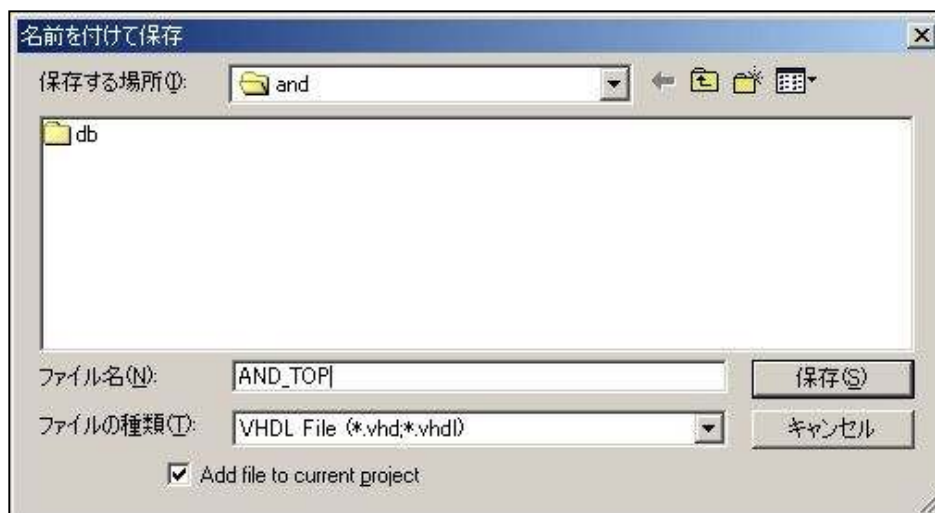 名前を付けて保存
保存する場所(I): and
db
ファイル名(N): AND_TOP 保存(S)
ファイルの種類(T): VHDL File (*.vhd;*.vhdl) キャンセル
Add file to current project